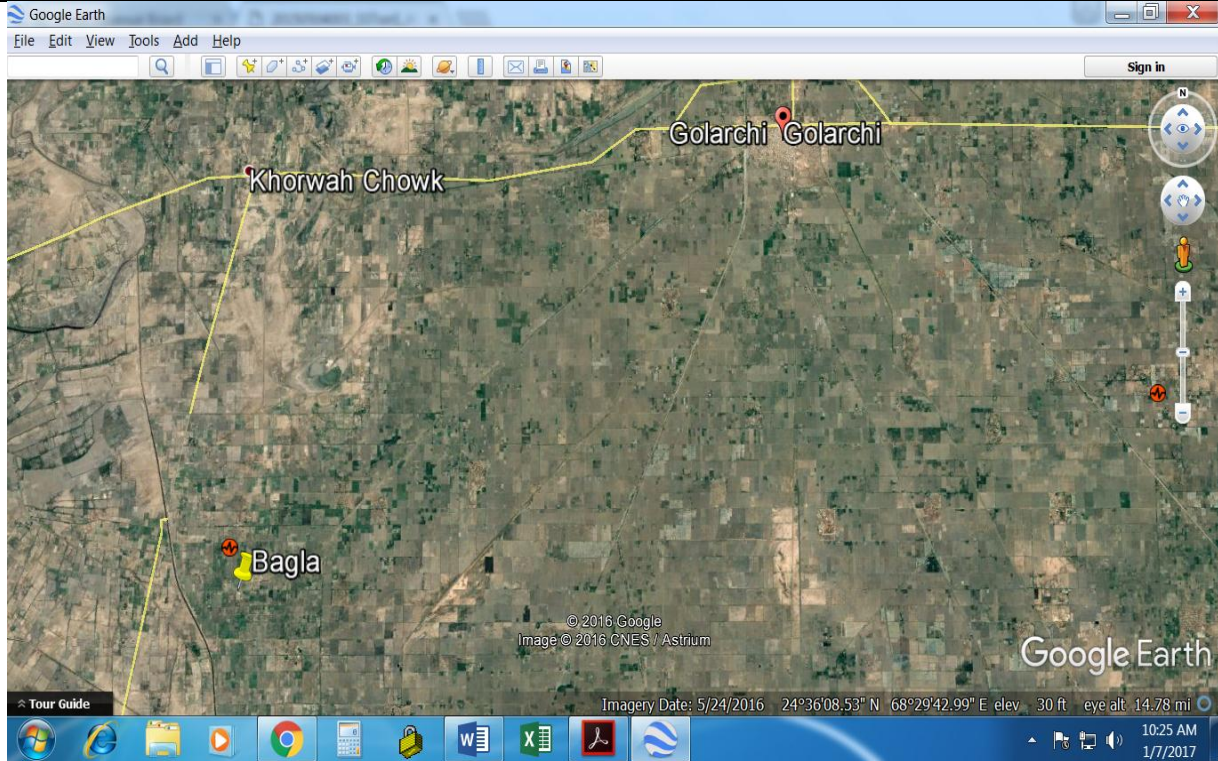 Google Earth
File Edit View Tools Add Help
Sign in
N
Golarchi Golarchi
Khorwah Chowk
Bagla
© 2016 Google
Image © 2016 CNES / Astrium
Google Earth
Tour Guide
Imagery Date: 5/24/2016 24°36'08.53" N 68°29'42.99" E elev 30 ft eye alt 14.78 mi
10:25 AM
1/7/2017